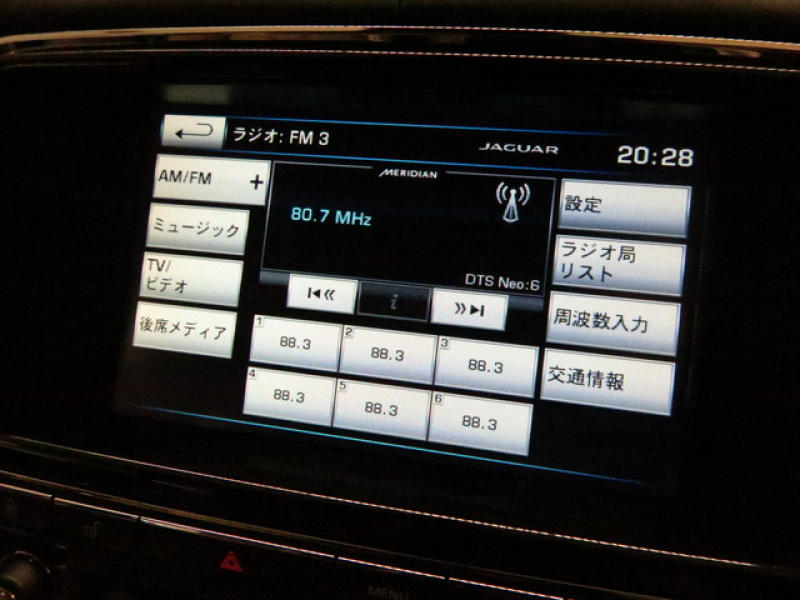 ラジオ: FM 3
JAGUAR
20:28
AM/FM +
ミュージック
TV/
ビデオ
後席メディア
MERIDIAN
80.7 MHz
DTS Neo:6
i
設定
ラジオ局
リスト
周波数入力
交通情報
1 88.3
2 88.3
3 88.3
4 88.3
5 88.3
6 88.3
MENU